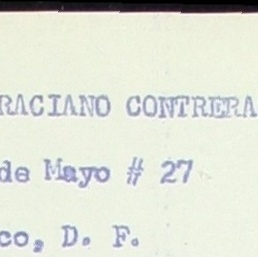 RACIANO CONTRERA
de Mayo # 27
co, D. F.